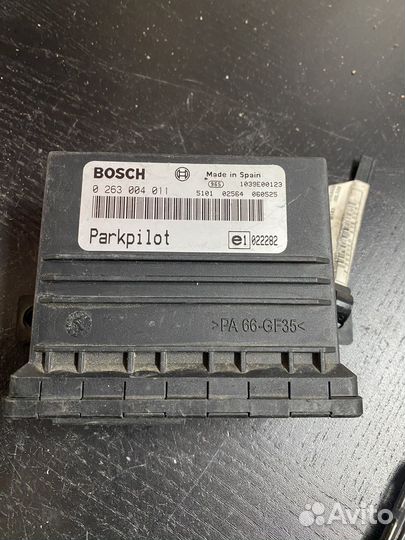 BOSCH
Made in Spain
0 263 004 011
965
1039E00123
5101 02564 060525
Parkpilot
e1 022282
>PA 66-GF35<
Avito